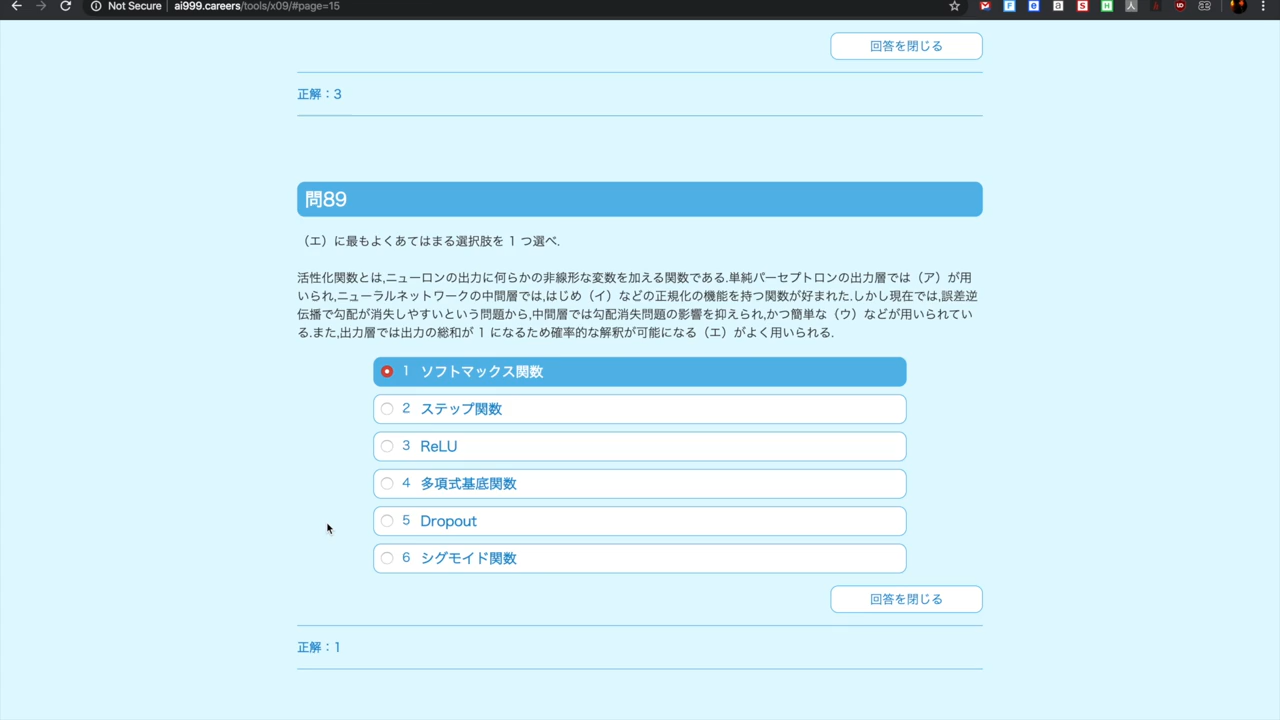 Not Secure | ai999.careers/tools/x09/#page=15
回答を閉じる
正解：3
問89
（エ）に最もよくあてはまる選択肢を 1 つ選べ.
活性化関数とは,ニューロンの出力に何らかの非線形な変数を加える関数である.単純パーセプトロンの出力層では（ア）が用
いられ,ニューラルネットワークの中間層では,はじめ（イ）などの正規化の機能を持つ関数が好まれた.しかし現在では,誤差逆
伝播で勾配が消失しやすいという問題から,中間層では勾配消失問題の影響を抑えられ,かつ簡単な（ウ）などが用いられてい
る.また,出力層では出力の総和が 1 になるため確率的な解釈が可能になる（エ）がよく用いられる.
1 ソフトマックス関数
2 ステップ関数
3 ReLU
4 多項式基底関数
5 Dropout
6 シグモイド関数
回答を閉じる
正解：1